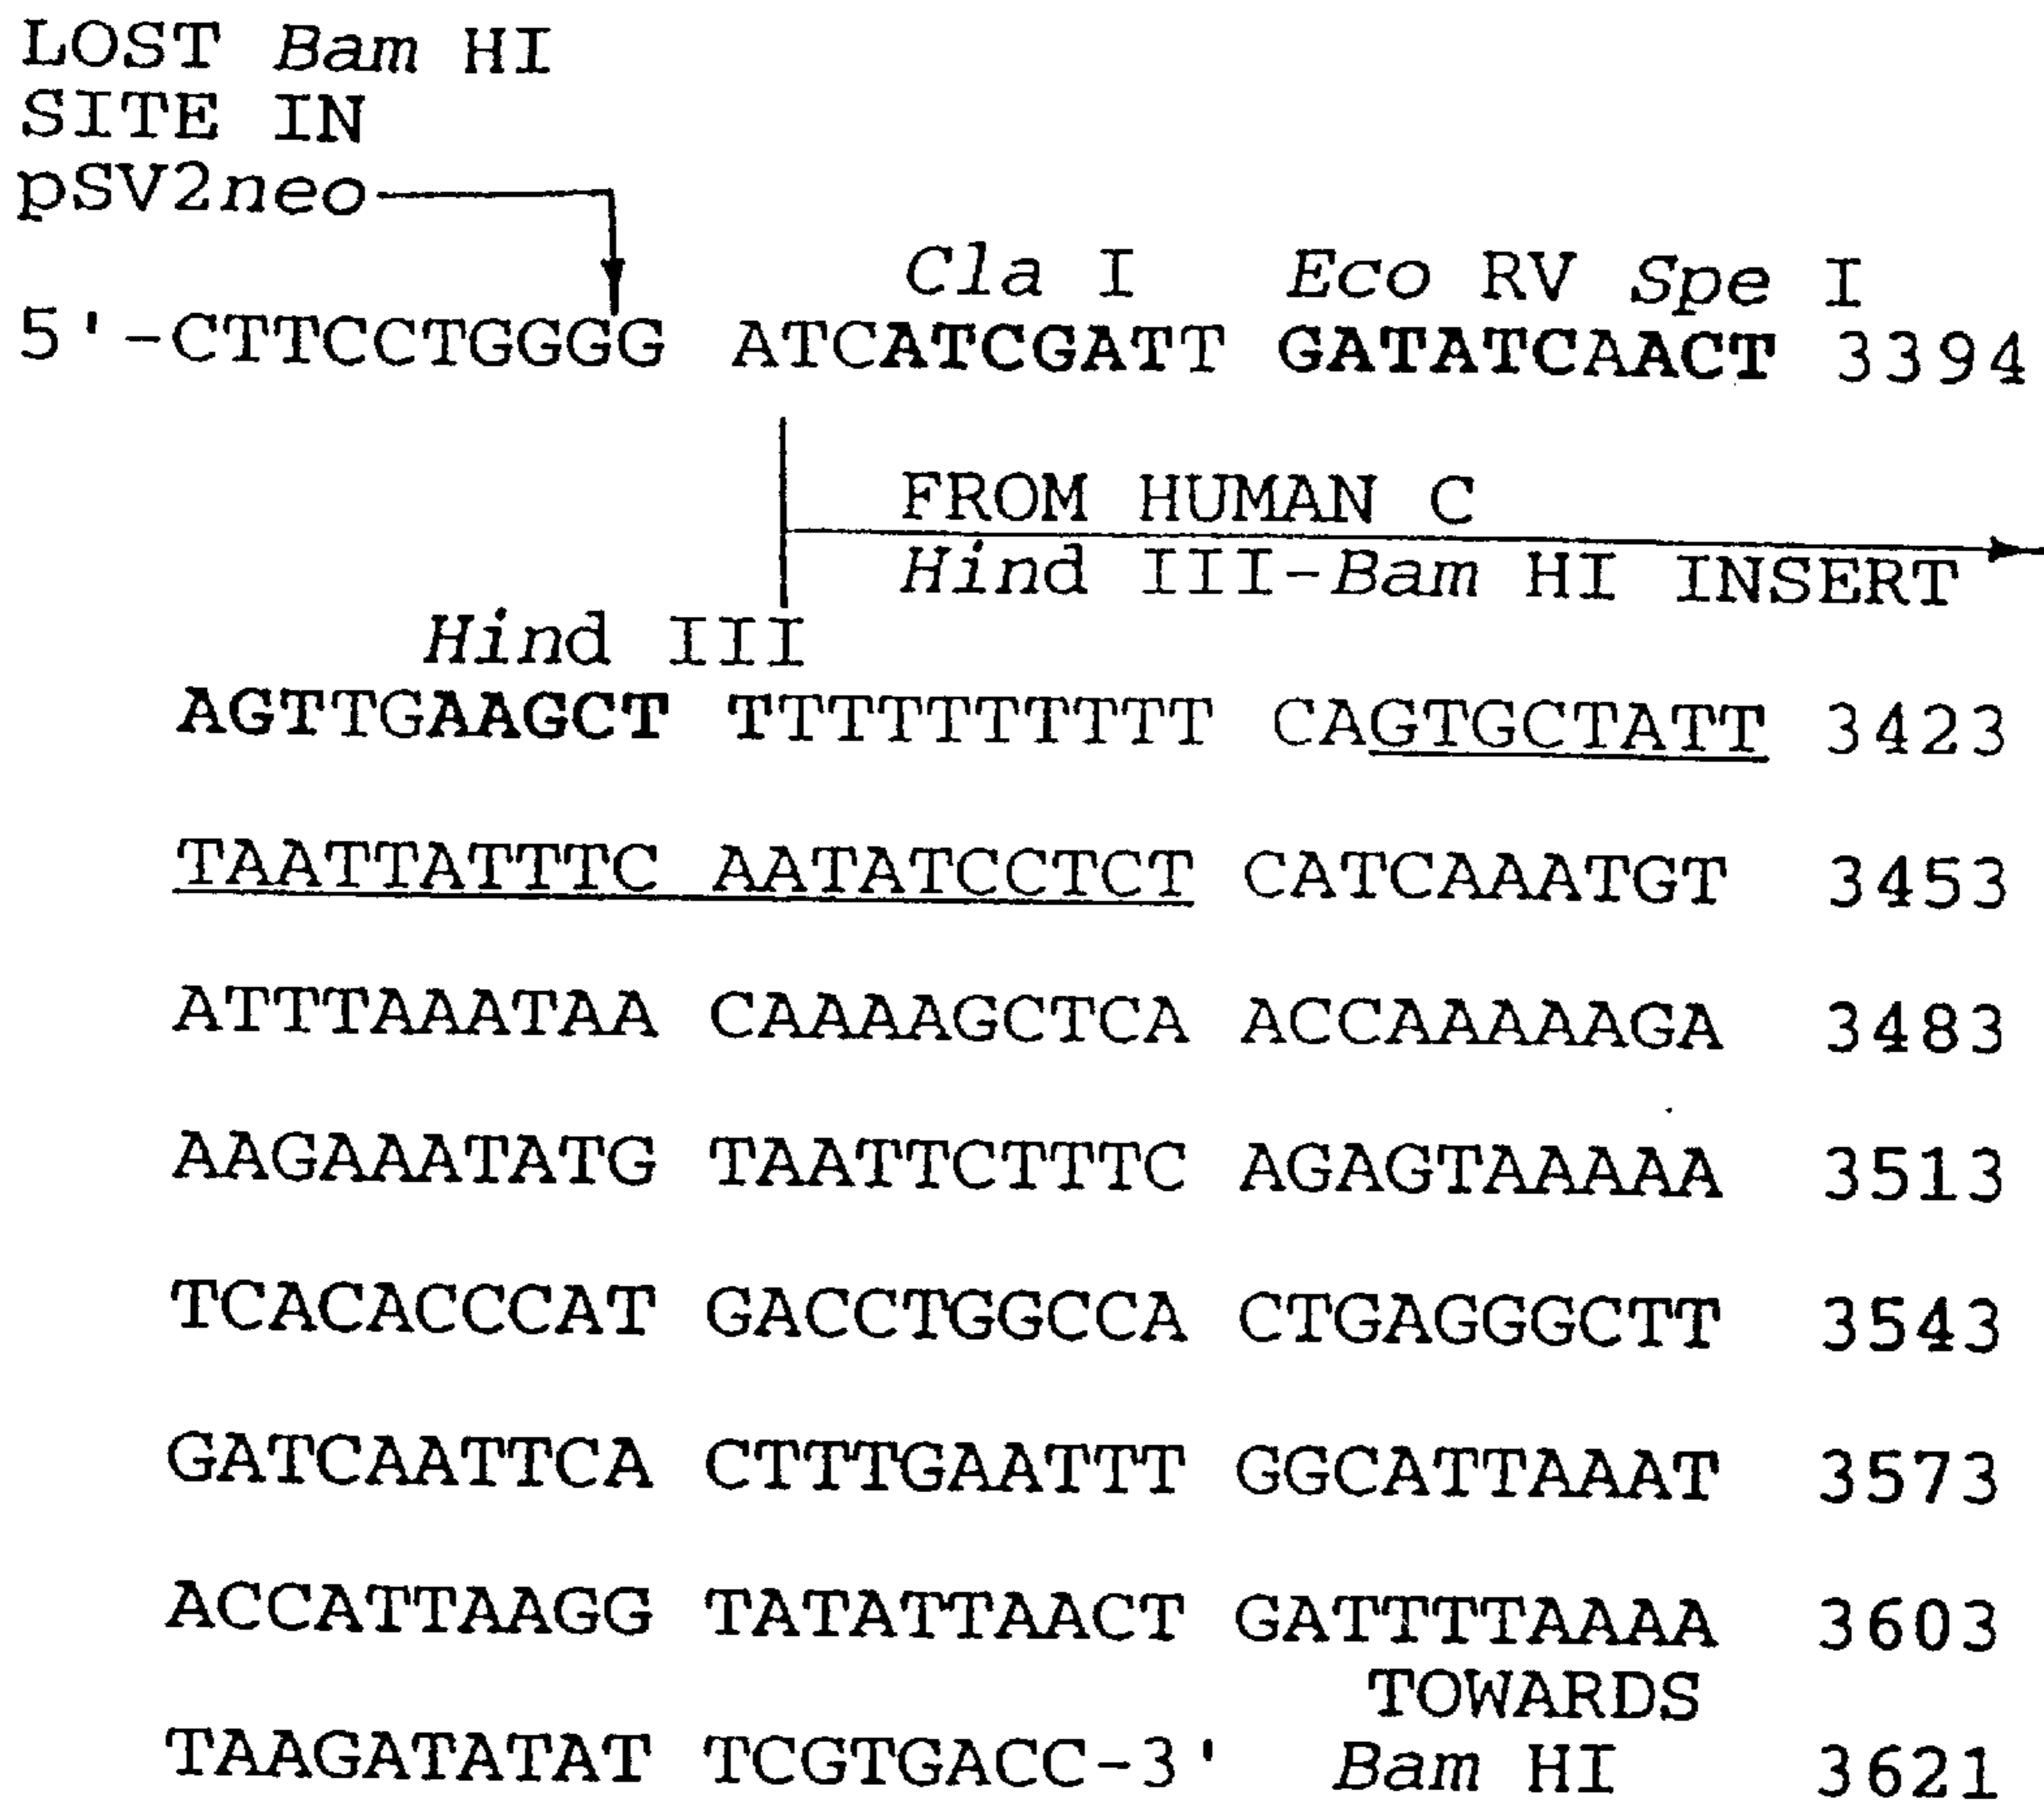 LOST Bam HI
SITE IN
pSV2neo
Cla I Eco RV Spe I
5'-CTTCCTGGGG ATCATCGATT GATATCAACT 3394
FROM HUMAN C
Hind III-Bam HI INSERT
Hind III
AGTTGAAGCT TTTTTTTTTT CAGTGCTATT 3423
TAATTATTTC AATATCCTCT CATCAAATGT 3453
ATTTAAATAA CAAAAGCTCA ACCAAAAAGA 3483
AAGAAATATG TAATTCTTTC AGAGTAAAAA 3513
TCACACCCAT GACCTGGCCA CTGAGGGCTT 3543
GATCAATTCA CTTTGAATTT GGCATTAAAT 3573
ACCATTAAGG TATATTAACT GATTTTAAAA 3603
TOWARDS
TAAGATATAT TCGTGACC-3' Bam HI 3621